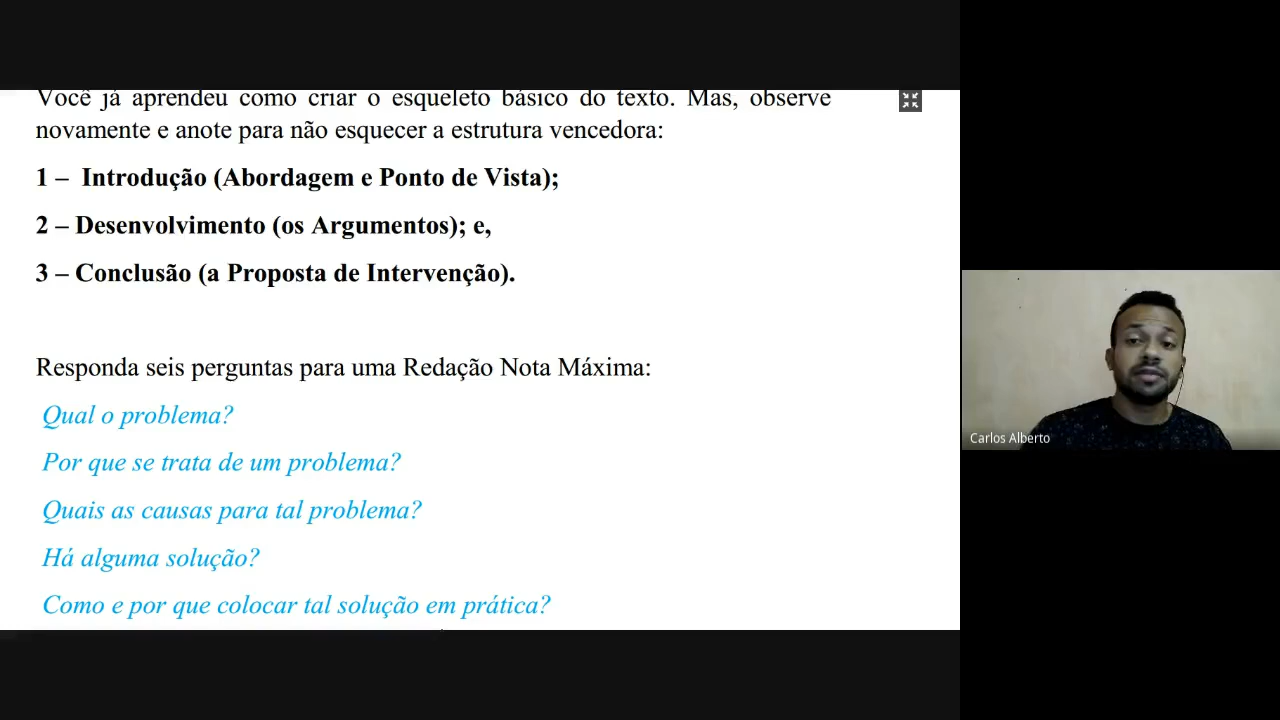 Você já aprendeu como criar o esqueleto básico do texto. Mas, observe
novamente e anote para não esquecer a estrutura vencedora:
1 – Introdução (Abordagem e Ponto de Vista);
2 – Desenvolvimento (os Argumentos); e,
3 – Conclusão (a Proposta de Intervenção).
Responda seis perguntas para uma Redação Nota Máxima:
Qual o problema?
Por que se trata de um problema?
Quais as causas para tal problema?
Há alguma solução?
Como e por que colocar tal solução em prática?
Carlos Alberto